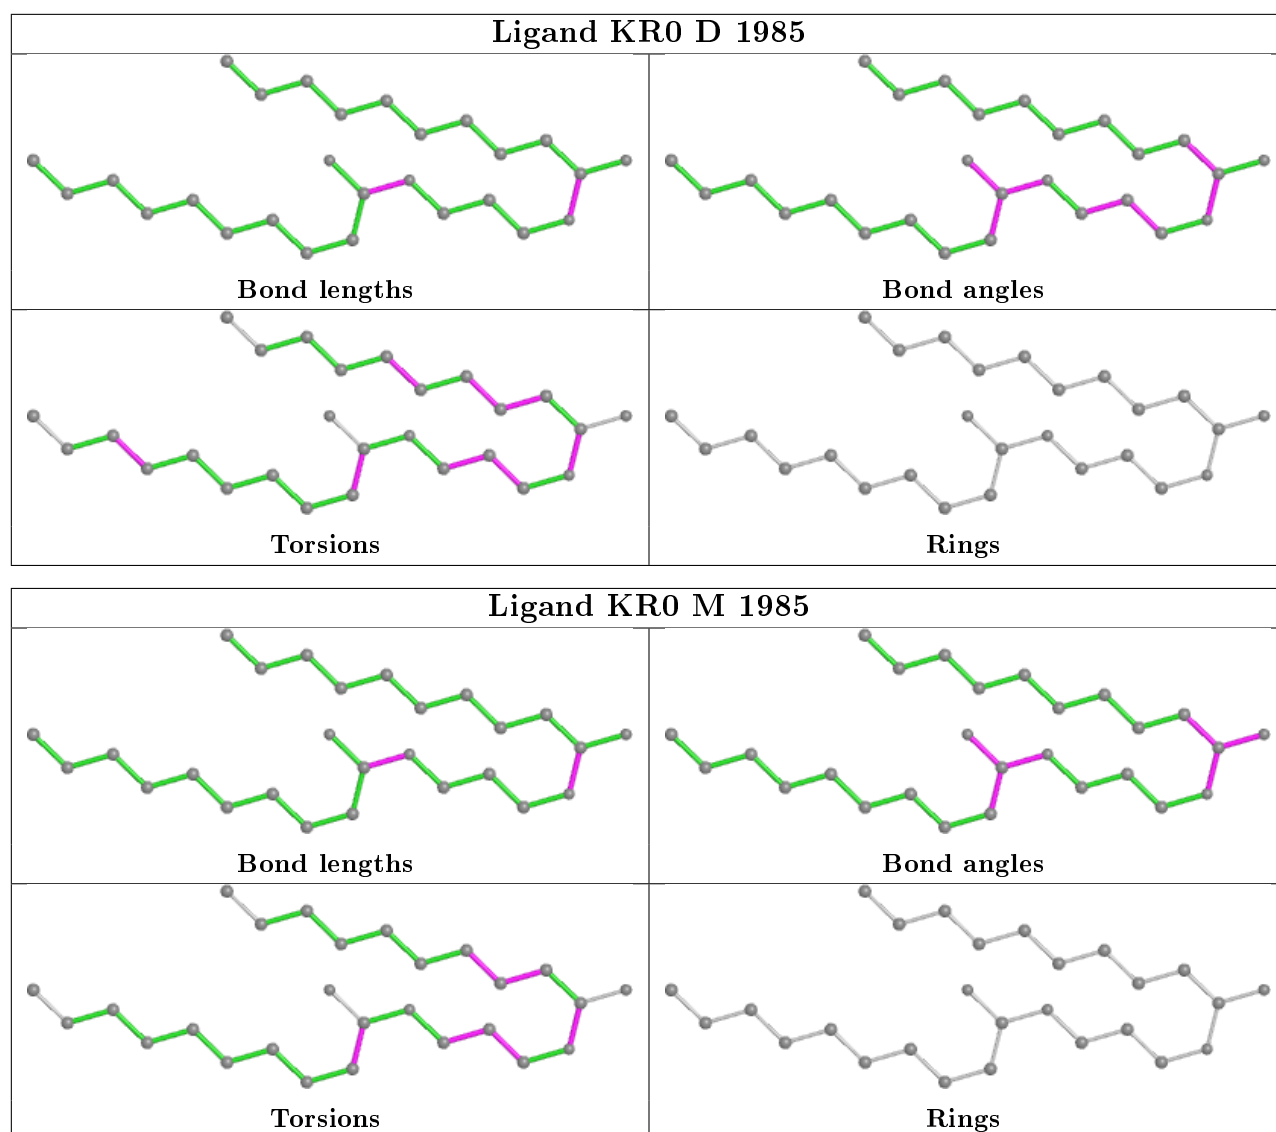 Ligand KR0 D 1985
Bond lengths
Bond angles
Torsions
Rings
Ligand KR0 M 1985
Bond lengths
Bond angles
Torsions
Rings